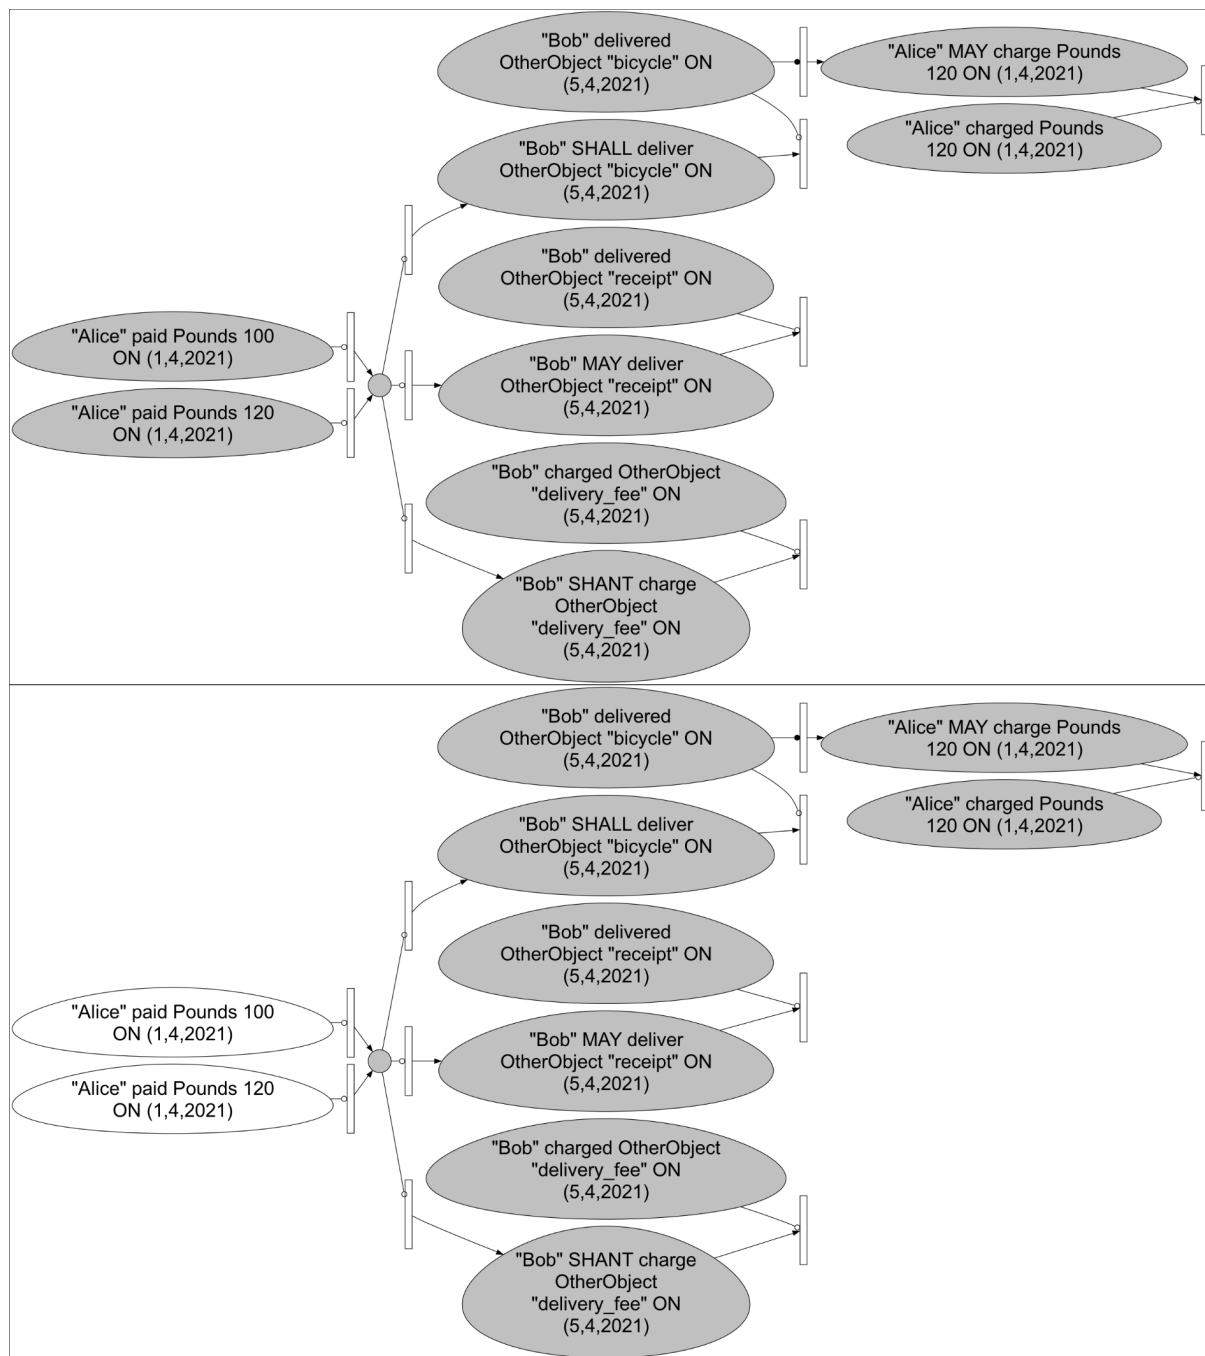 "Bob" delivered
OtherObject "bicycle" ON
(5,4,2021)
"Alice" MAY charge Pounds
120 ON (1,4,2021)
"Alice" charged Pounds
120 ON (1,4,2021)
"Bob" SHALL deliver
OtherObject "bicycle" ON
(5,4,2021)
"Bob" delivered
OtherObject "receipt" ON
(5,4,2021)
"Alice" paid Pounds 100
ON (1,4,2021)
"Bob" MAY deliver
OtherObject "receipt" ON
(5,4,2021)
"Alice" paid Pounds 120
ON (1,4,2021)
"Bob" charged OtherObject
"delivery_fee" ON
(5,4,2021)
"Bob" SHANT charge
OtherObject
"delivery_fee" ON
(5,4,2021)
"Bob" delivered
OtherObject "bicycle" ON
(5,4,2021)
"Alice" MAY charge Pounds
120 ON (1,4,2021)
"Alice" charged Pounds
120 ON (1,4,2021)
"Bob" SHALL deliver
OtherObject "bicycle" ON
(5,4,2021)
"Bob" delivered
OtherObject "receipt" ON
(5,4,2021)
"Alice" paid Pounds 100
ON (1,4,2021)
"Bob" MAY deliver
OtherObject "receipt" ON
(5,4,2021)
"Alice" paid Pounds 120
ON (1,4,2021)
"Bob" charged OtherObject
"delivery_fee" ON
(5,4,2021)
"Bob" SHANT charge
OtherObject
"delivery_fee" ON
(5,4,2021)